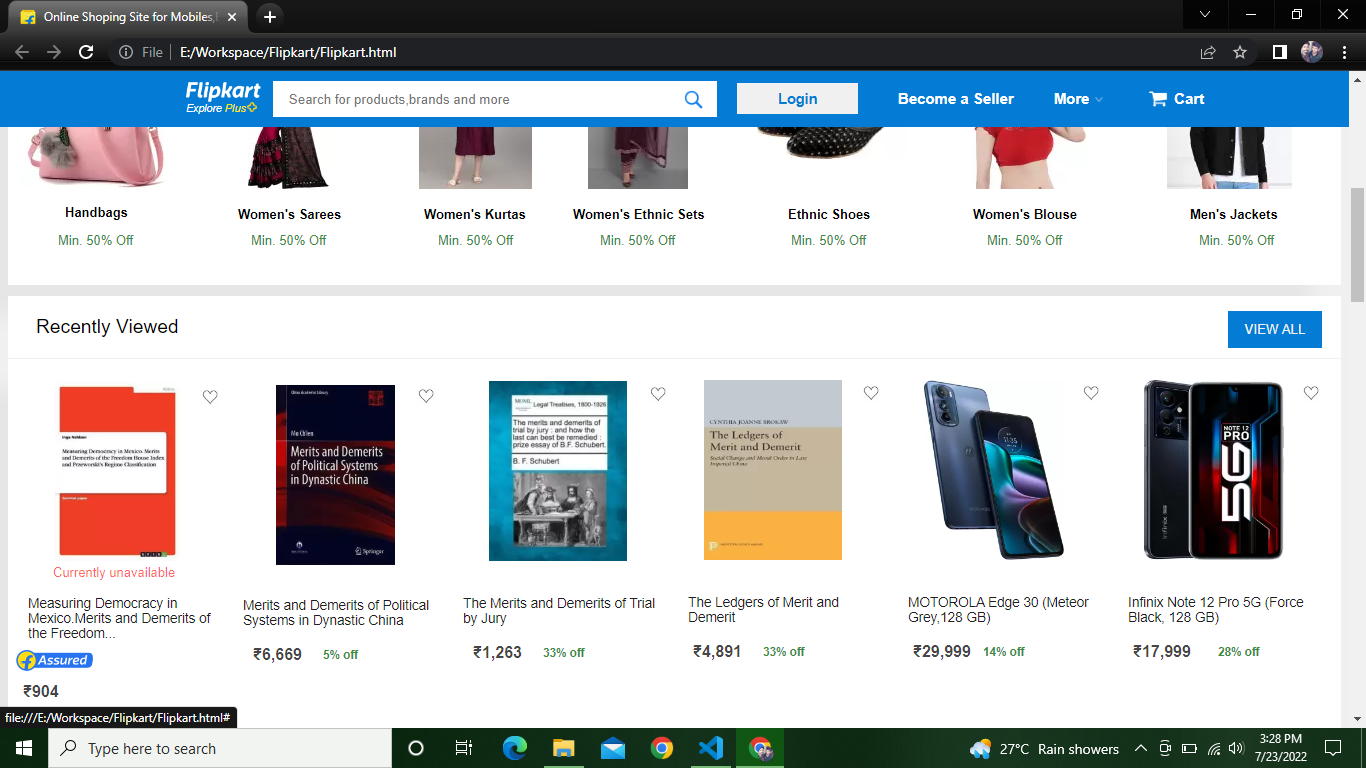 Online Shoping Site for Mobiles,
File
E:/Workspace/Flipkart/Flipkart.html
Flipkart
Explore Plus
Search for products,brands and more
Login
Become a Seller
More
Cart
Handbags
Women's Sarees
Women's Kurtas
Women's Ethnic Sets
Ethnic Shoes
Women's Blouse
Men's Jackets
Min. 50% Off
Min. 50% Off
Min. 50% Off
Min. 50% Off
Min. 50% Off
Min. 50% Off
Min. 50% Off
Recently Viewed
VIEW ALL
Inga Nehlsen
Measuring Democracy in Mexico. Merits
and Demerits of the Freedom House Index
and Przeworski's Regime Classification
Currently unavailable
Measuring Democracy in
Mexico.Merits and Demerits of
the Freedom...
Assured
₹904
Merits and Demerits
of Political Systems
in Dynastic China
Springer
Merits and Demerits of Political
Systems in Dynastic China
₹6,669
5% off
Legal Treatises, 1800-1926
The merits and demerits of
trial by jury : and how the
last can best be remedied :
prize essay of B.F. Schubert.
B. F. Schubert
The Merits and Demerits of Trial
by Jury
₹1,263
33% off
CYNTHIA JOANNE BROKAW
The Ledgers of
Merit and Demerit
Social Change and Moral Order in Late
Imperial China
The Ledgers of Merit and
Demerit
₹4,891
33% off
MOTOROLA Edge 30 (Meteor
Grey,128 GB)
₹29,999
14% off
NOTE 12
PRO
5G
Infinix
Infinix Note 12 Pro 5G (Force
Black, 128 GB)
₹17,999
28% off
file:///E:/Workspace/Flipkart/Flipkart.html#
Type here to search
27°C Rain showers
3:28 PM
7/23/2022